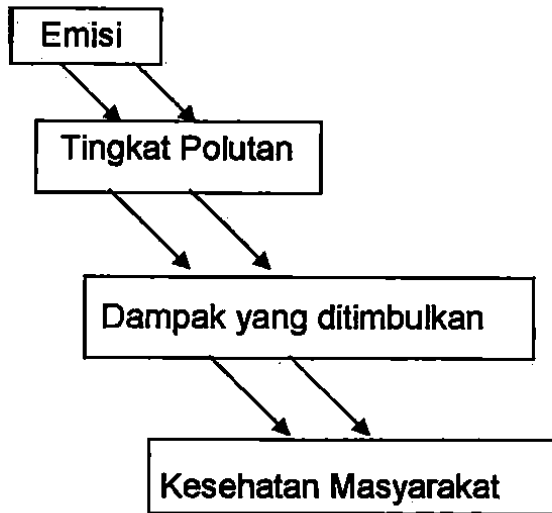 Emisi
Tingkat Polutan
Dampak yang ditimbulkan
Kesehatan Masyarakat